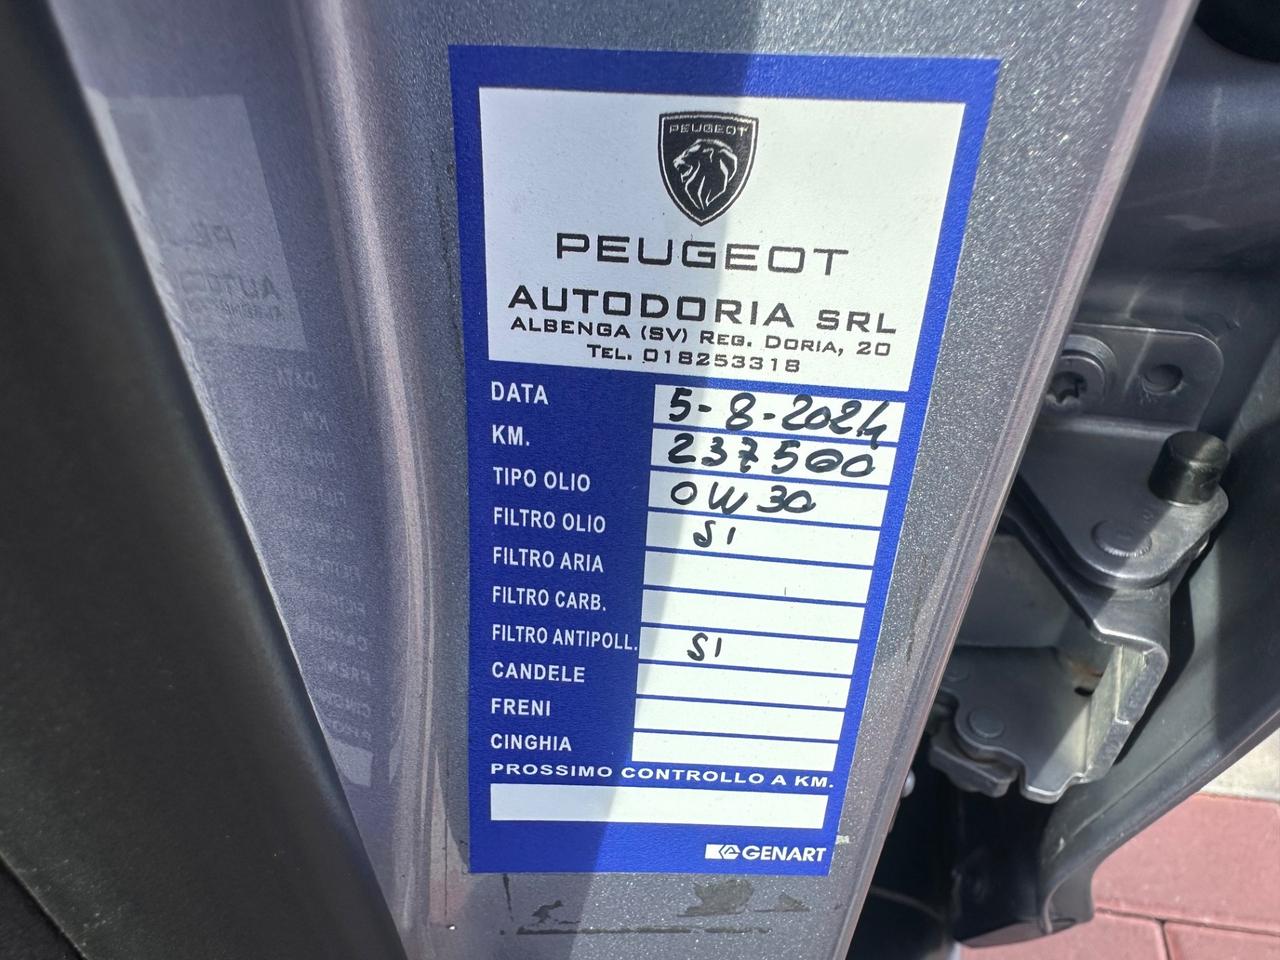 PEUGEOT
PEUGEOT
AUTODORIA SRL
ALBENGA (SV) REG. DORIA, 20
TEL. 018253318
DATA 5-8-2024
KM. 237500
TIPO OLIO 0W30
FILTRO OLIO SI
FILTRO ARIA
FILTRO CARB.
FILTRO ANTIPOLL. SI
CANDELE
FRENI
CINGHIA
PROSSIMO CONTROLLO A KM.
GENART